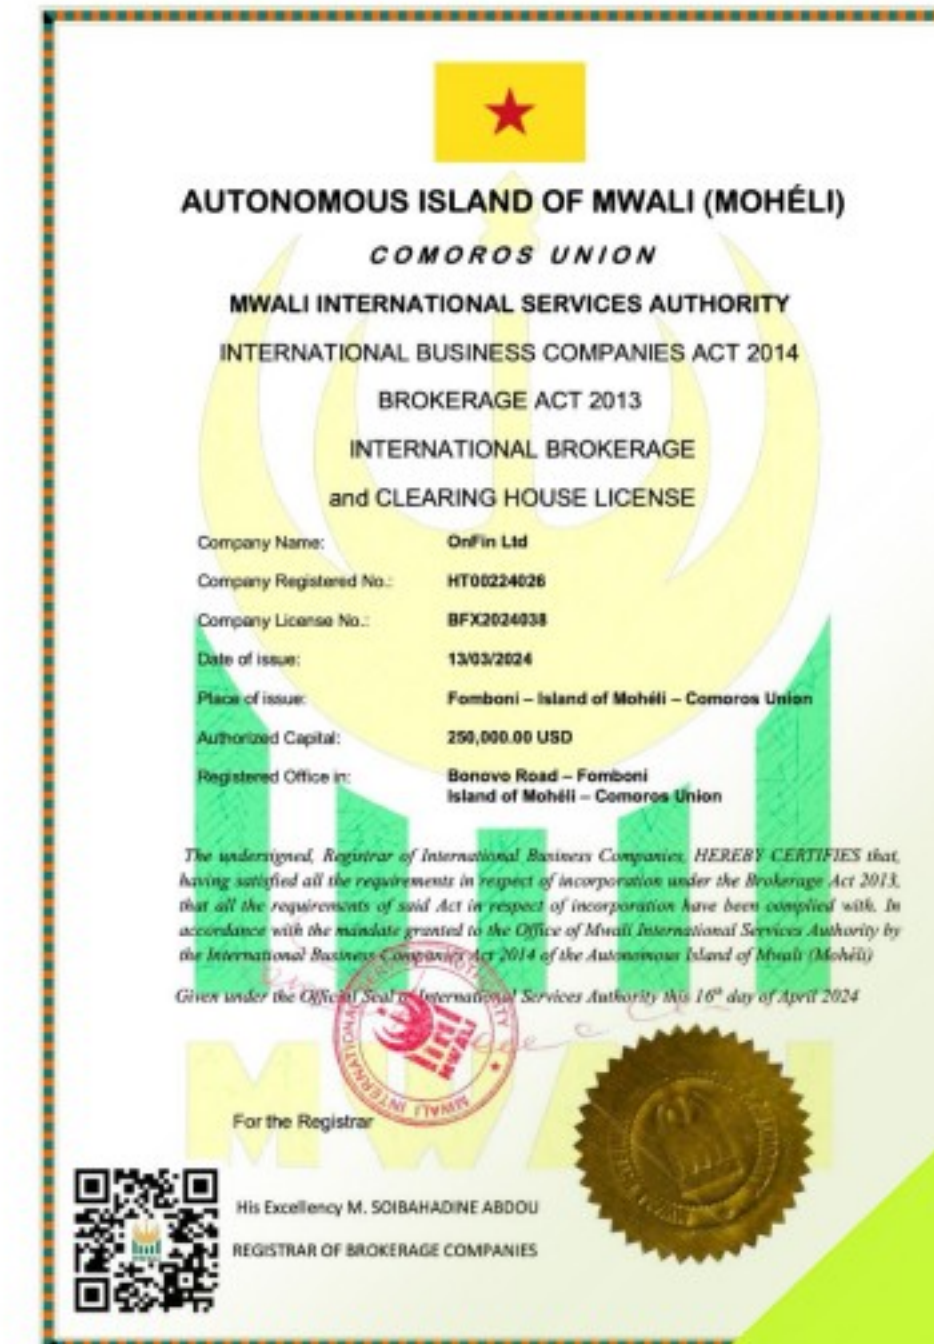 AUTONOMOUS ISLAND OF MWALI (MOHÉLI)
COMOROS UNION
MWALI INTERNATIONAL SERVICES AUTHORITY
INTERNATIONAL BUSINESS COMPANIES ACT 2014
BROKERAGE ACT 2013
INTERNATIONAL BROKERAGE
and CLEARING HOUSE LICENSE
Company Name: OnFin Ltd
Company Registered No.: HT00224026
Company License No.: BFX2024038
Date of issue: 13/03/2024
Place of issue: Fomboni – Island of Mohéli – Comoros Union
Authorized Capital: 250,000.00 USD
Registered Office in: Bonovo Road – Fomboni
Island of Mohéli – Comoros Union
The undersigned, Registrar of International Business Companies, HEREBY CERTIFIES that,
having satisfied all the requirements in respect of incorporation under the Brokerage Act 2013,
that all the requirements of said Act in respect of incorporation have been complied with. In
accordance with the mandate granted to the Office of Mwali International Services Authority by
the International Business Companies Act 2014 of the Autonomous Island of Mwali (Mohéli)
Given under the Official Seal of International Services Authority this 16th day of April 2024
MWALI INTERNATIONAL SERVICES AUTHORITY
MWALI
MWALI
For the Registrar
His Excellency M. SOIBAHADINE ABDOU
REGISTRAR OF BROKERAGE COMPANIES